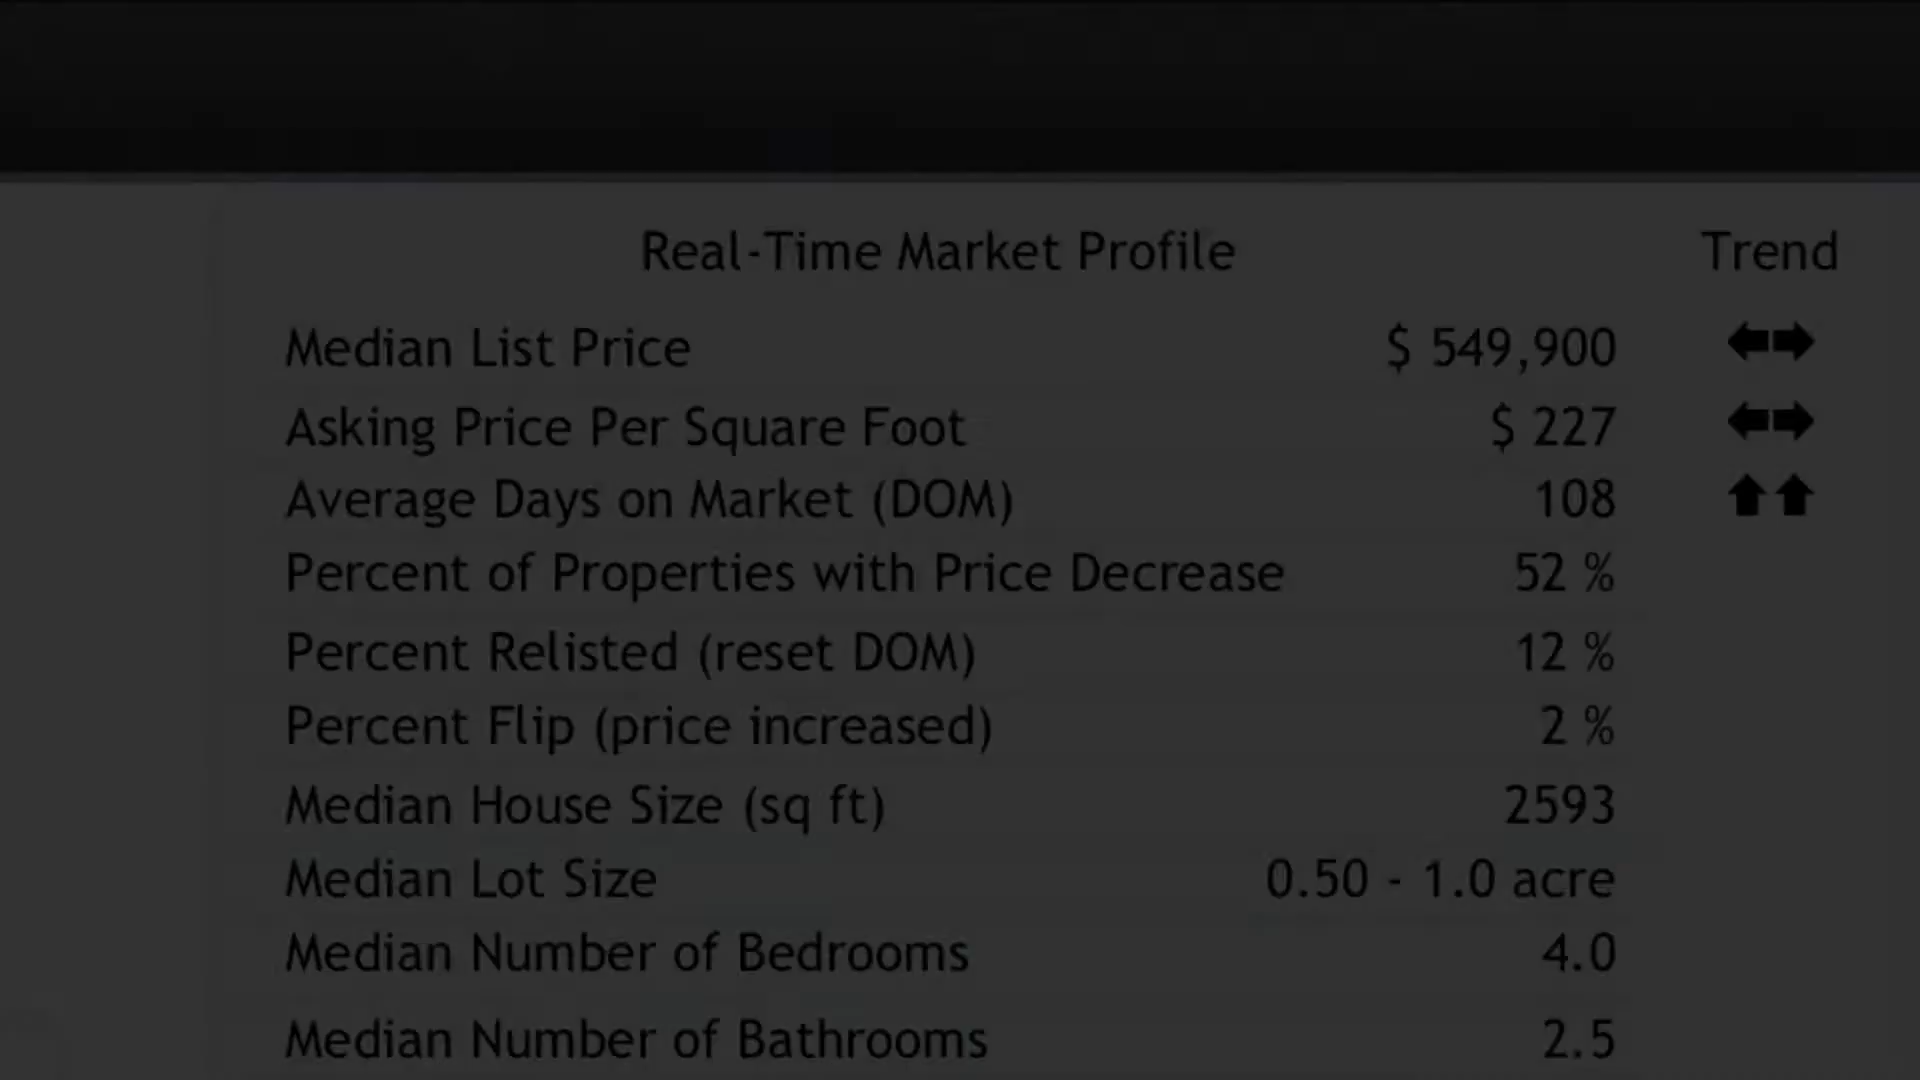 Real-Time Market Profile Trend
Median List Price $ 549,900
Asking Price Per Square Foot $ 227
Average Days on Market (DOM) 108
Percent of Properties with Price Decrease 52 %
Percent Relisted (reset DOM) 12 %
Percent Flip (price increased) 2 %
Median House Size (sq ft) 2593
Median Lot Size 0.50 - 1.0 acre
Median Number of Bedrooms 4.0
Median Number of Bathrooms 2.5